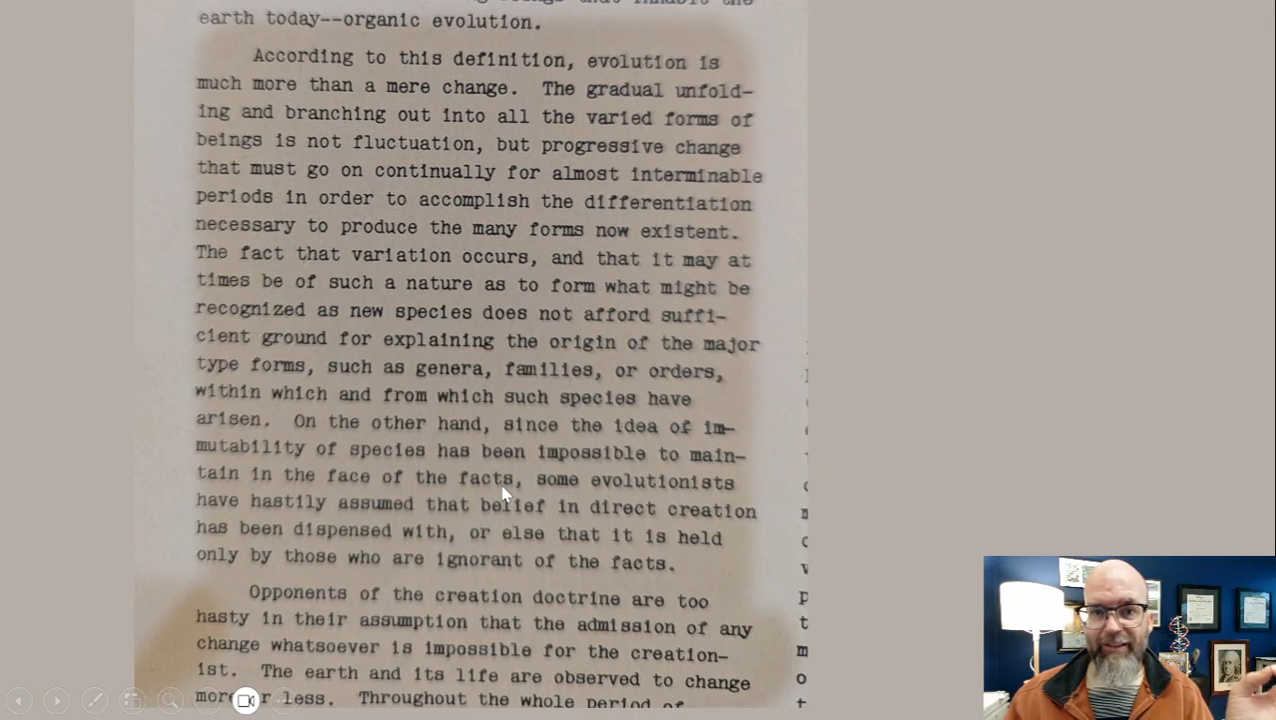 earth today--organic evolution.
According to this definition, evolution is
much more than a mere change. The gradual unfold-
ing and branching out into all the varied forms of
beings is not fluctuation, but progressive change
that must go on continually for almost interminable
periods in order to accomplish the differentiation
necessary to produce the many forms now existent.
The fact that variation occurs, and that it may at
times be of such a nature as to form what might be
recognized as new species does not afford suffi-
cient ground for explaining the origin of the major
type forms, such as genera, families, or orders,
within which and from which such species have
arisen. On the other hand, since the idea of im-
mutability of species has been impossible to main-
tain in the face of the facts, some evolutionists
have hastily assumed that belief in direct creation
has been dispensed with, or else that it is held
only by those who are ignorant of the facts.
Opponents of the creation doctrine are too
hasty in their assumption that the admission of any
change whatsoever is impossible for the creation-
ist. The earth and its life are observed to change
less. Throughout the whole period of